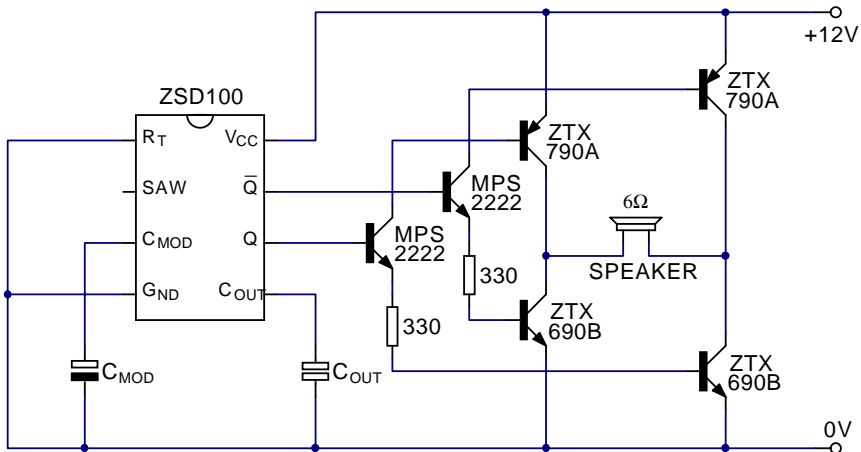 +12V
ZSD100
ZTX
790A
ZTX
790A
RT
VCC
SAW
Q̅
MPS
2222
6Ω
CMOD
Q
MPS
2222
SPEAKER
GND
COUT
330
330
ZTX
690B
ZTX
690B
CMOD
COUT
0V